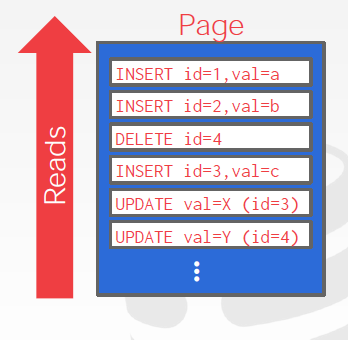 Page
Reads
INSERT id=1,val=a
INSERT id=2,val=b
DELETE id=4
INSERT id=3,val=c
UPDATE val=X (id=3)
UPDATE val=Y (id=4)